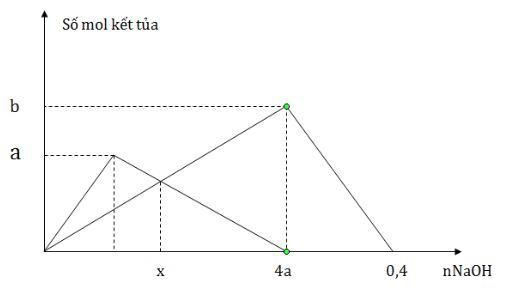 Số mol kết tủa
b
a
x 4a 0,4 nNaOH